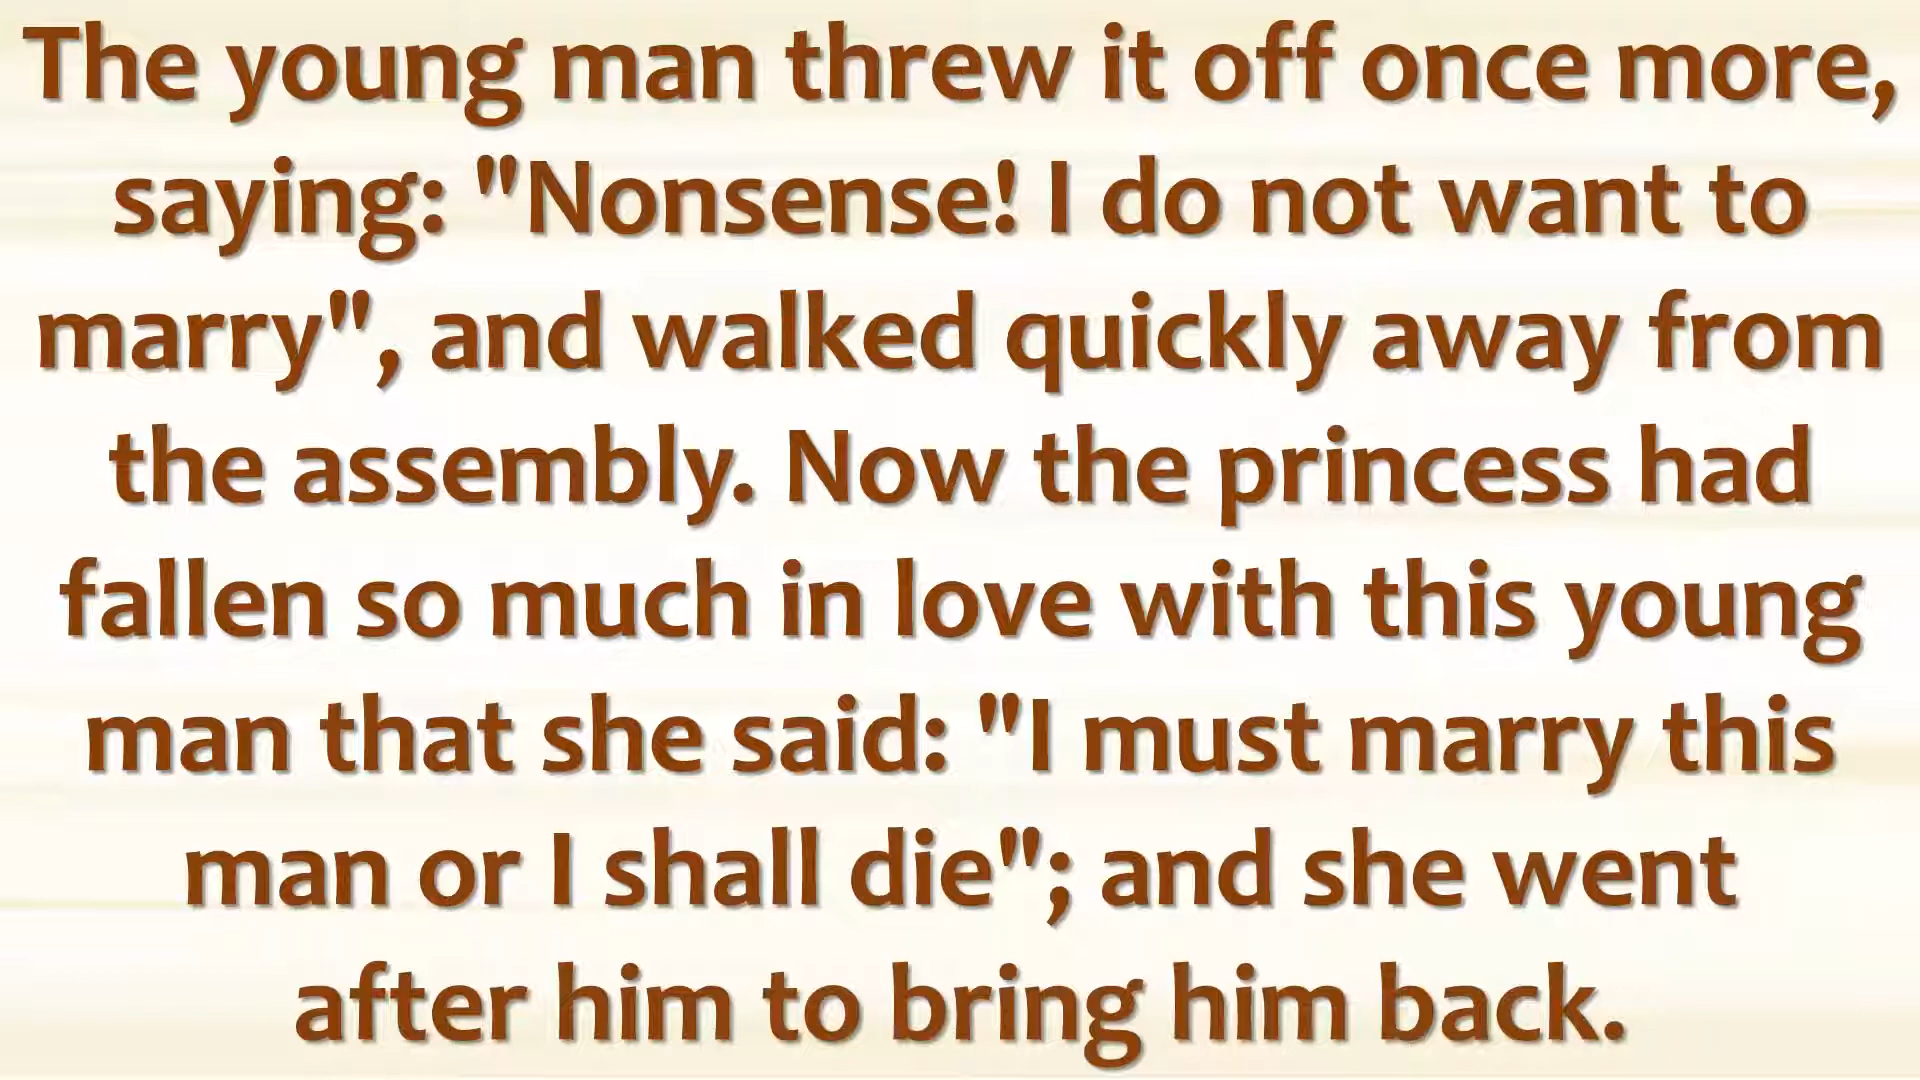 The young man threw it off once more,
saying: "Nonsense! I do not want to
marry", and walked quickly away from
the assembly. Now the princess had
fallen so much in love with this young
man that she said: "I must marry this
man or I shall die"; and she went
after him to bring him back.